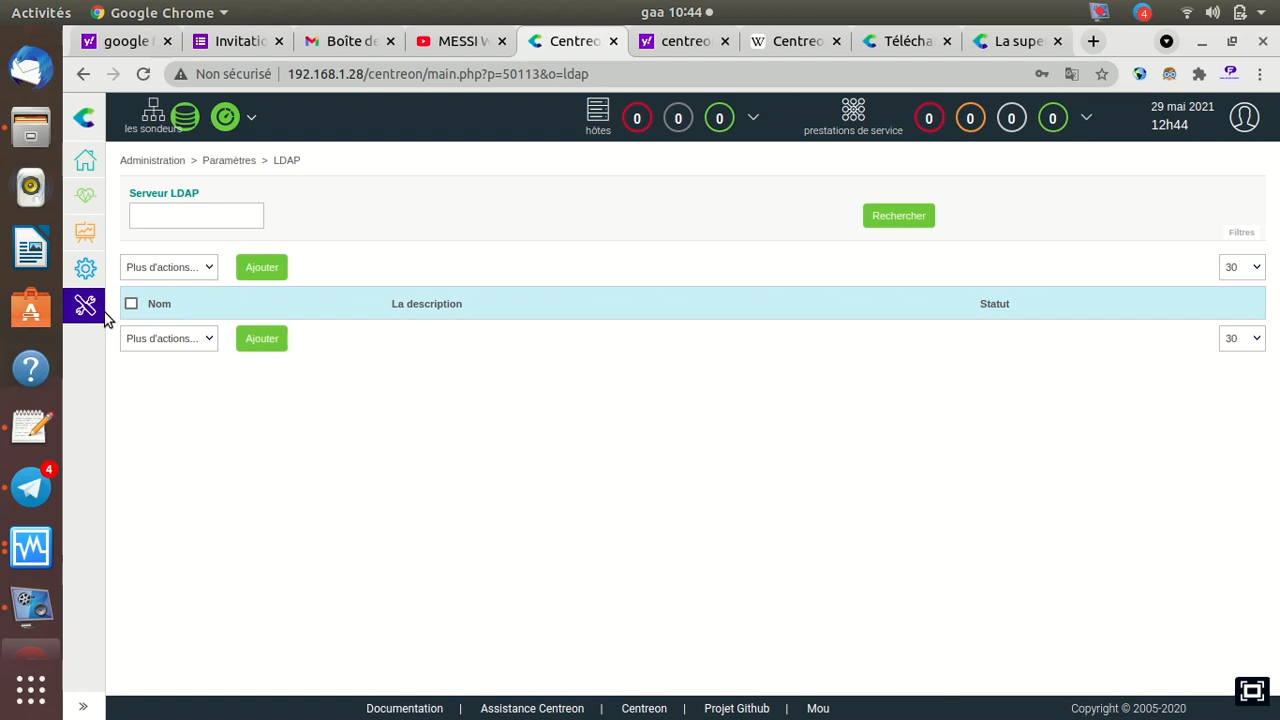 Activités
Google Chrome
gaa 10:44
4
google
Invitatio
Boîte de
MESSI
Centreo
centreo
Centreo
Téléchar
La supe
Non sécurisé
192.168.1.28/centreon/main.php?p=50113&o=ldap
les sondeurs
hôtes
0
0
0
prestations de service
0
0
0
0
29 mai 2021
12h44
Administration > Paramètres > LDAP
Serveur LDAP
Rechercher
Filtres
Plus d'actions...
Ajouter
30
Nom
La description
Statut
Plus d'actions...
Ajouter
30
4
Documentation | Assistance Centreon | Centreon | Projet Github | Mou
Copyright © 2005-2020